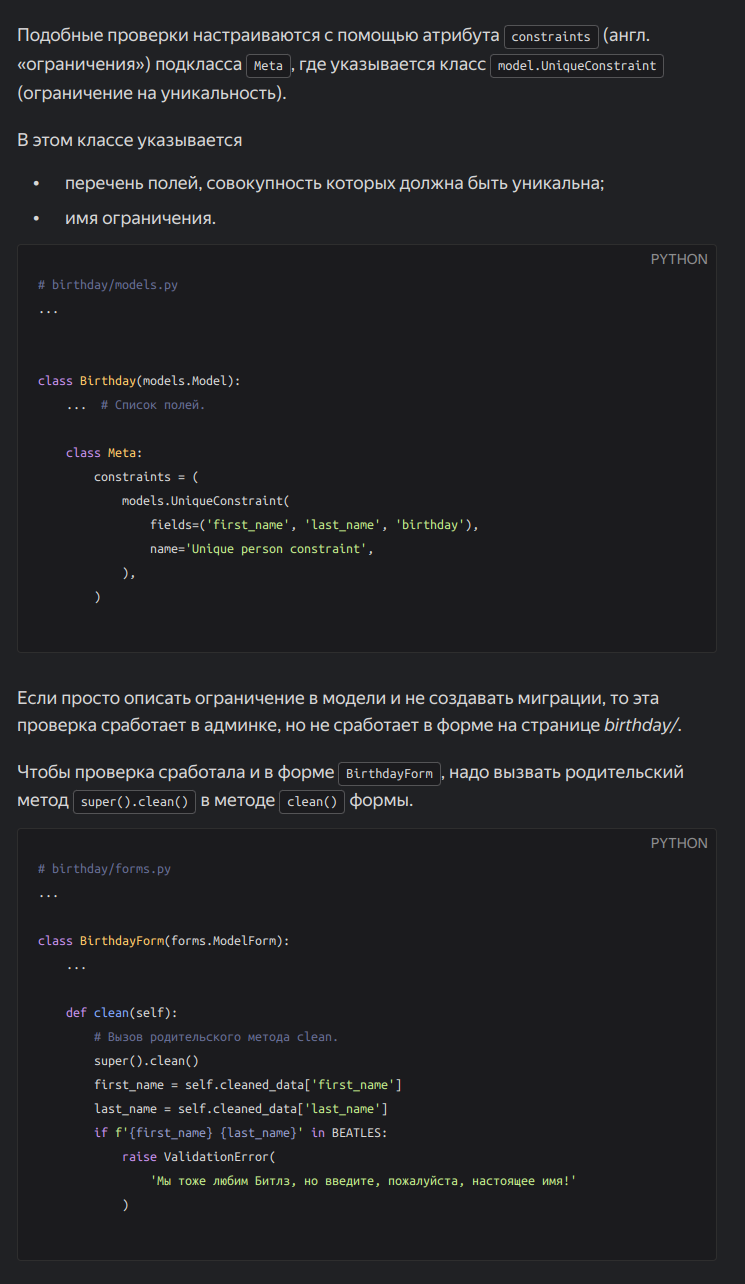 Подобные проверки настраиваются с помощью атрибута constraints (англ.
«ограничения») подкласса Meta, где указывается класс model.UniqueConstraint
(ограничение на уникальность).
В этом классе указывается
• перечень полей, совокупность которых должна быть уникальна;
• имя ограничения.
PYTHON
# birthday/models.py
...
class Birthday(models.Model):
    ...  # Список полей.
    class Meta:
        constraints = (
            models.UniqueConstraint(
                fields=('first_name', 'last_name', 'birthday'),
                name='Unique person constraint',
            ),
        )
Если просто описать ограничение в модели и не создавать миграции, то эта
проверка сработает в админке, но не сработает в форме на странице birthday/.
Чтобы проверка сработала и в форме BirthdayForm, надо вызвать родительский
метод super().clean() в методе clean() формы.
PYTHON
# birthday/forms.py
...
class BirthdayForm(forms.ModelForm):
    ...
    def clean(self):
        # Вызов родительского метода clean.
        super().clean()
        first_name = self.cleaned_data['first_name']
        last_name = self.cleaned_data['last_name']
        if f'{first_name} {last_name}' in BEATLES:
            raise ValidationError(
                'Мы тоже любим Битлз, но введите, пожалуйста, настоящее имя!'
            )